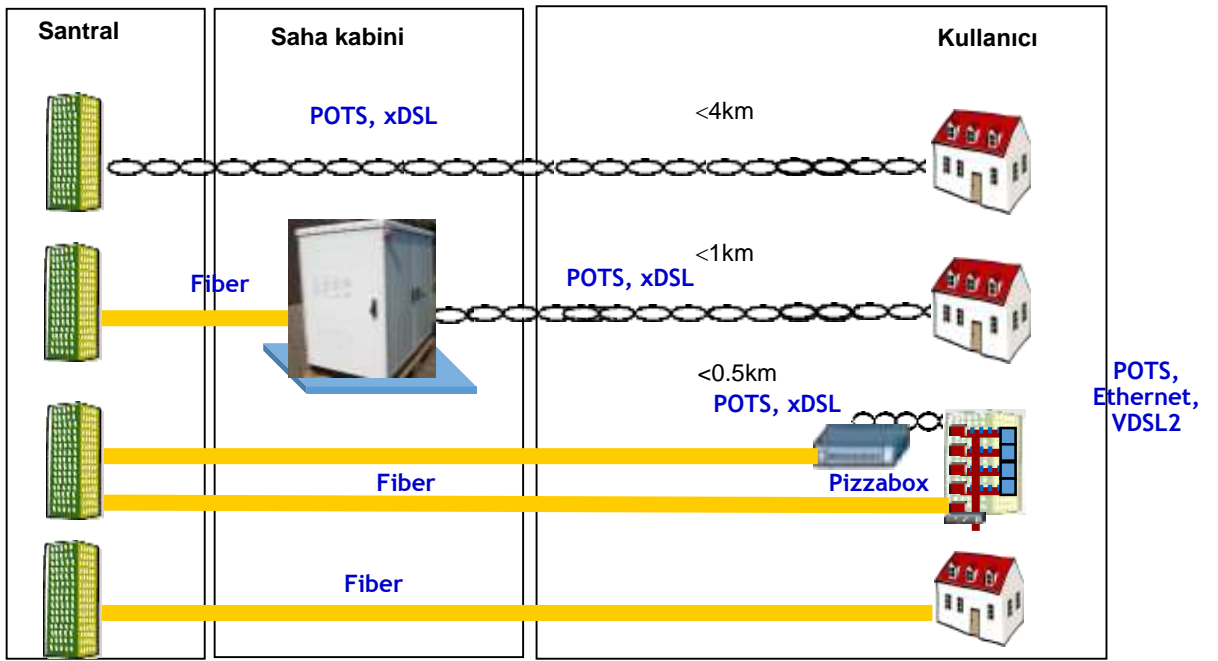 Santral
Saha kabini
Kullanıcı
POTS, xDSL
<4km
Fiber
POTS, xDSL
<1km
<0.5km
POTS, xDSL
POTS,
Ethernet,
VDSL2
Fiber
Pizzabox
Fiber